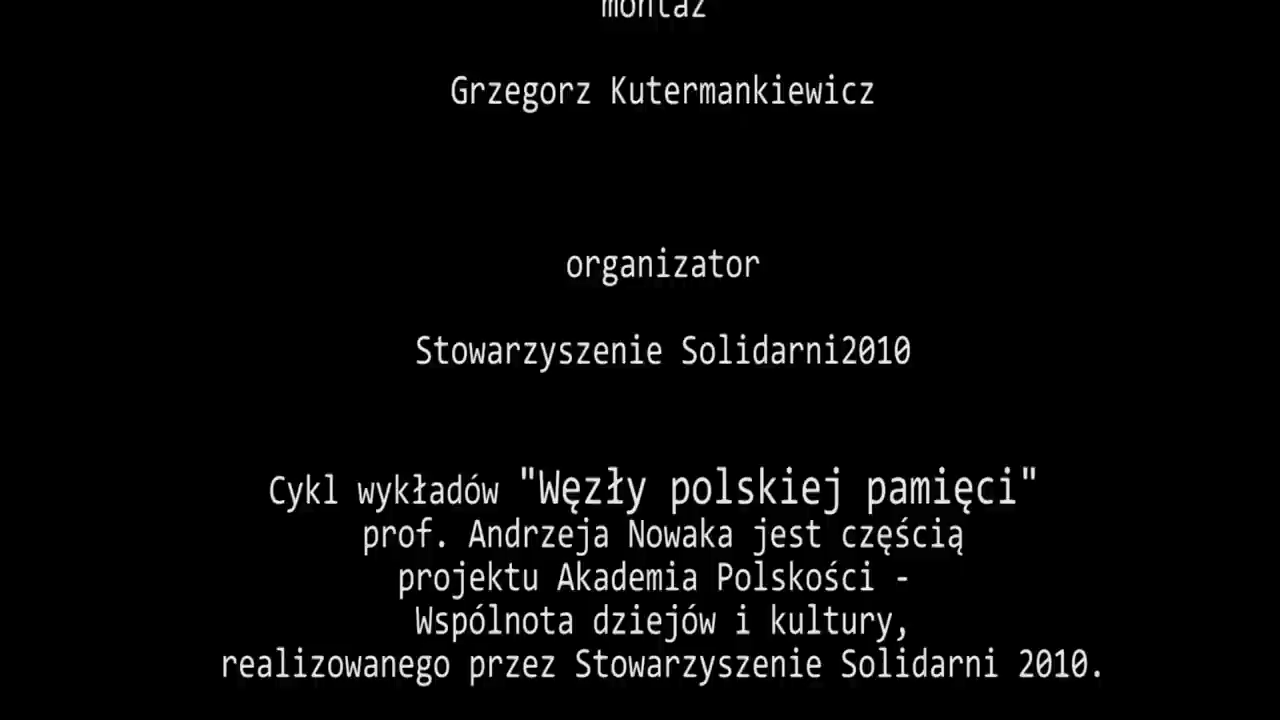 montaż
Grzegorz Kutermankiewicz
organizator
Stowarzyszenie Solidarni2010
Cykl wykładów "Węzły polskiej pamięci"
prof. Andrzeja Nowaka jest częścią
projektu Akademia Polskości -
Wspólnota dziejów i kultury,
realizowanego przez Stowarzyszenie Solidarni 2010.